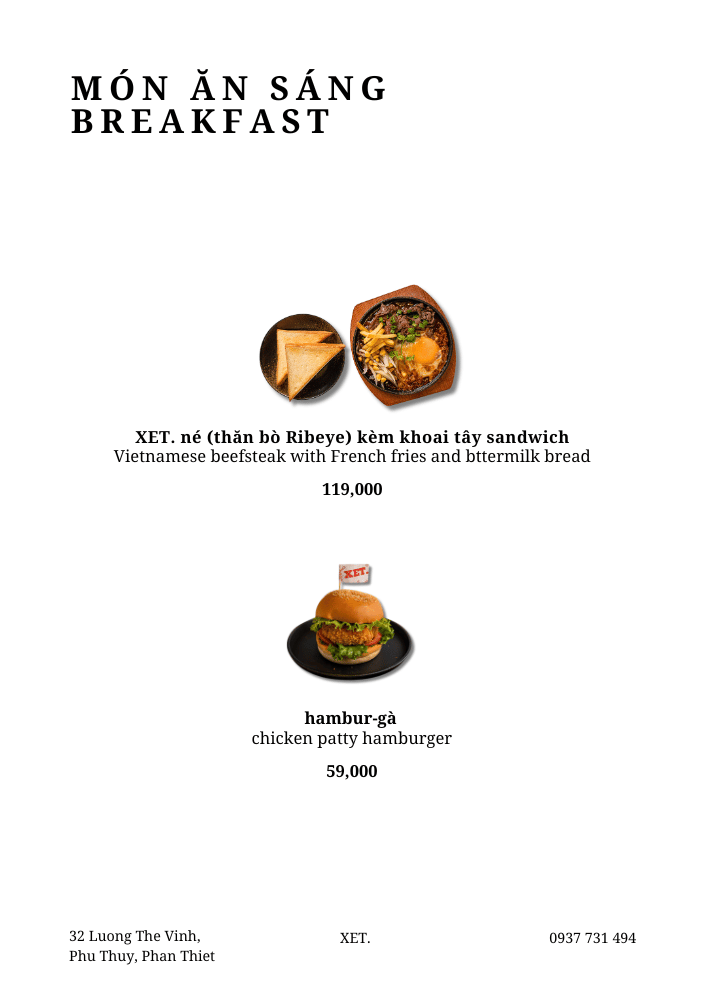 MÓN ĂN SÁNG
BREAKFAST
XET. né (thăn bò Ribeye) kèm khoai tây sandwich
Vietnamese beefsteak with French fries and bttermilk bread
119,000
XET.
hambur-gà
chicken patty hamburger
59,000
32 Luong The Vinh,
Phu Thuy, Phan Thiet
XET.
0937 731 494